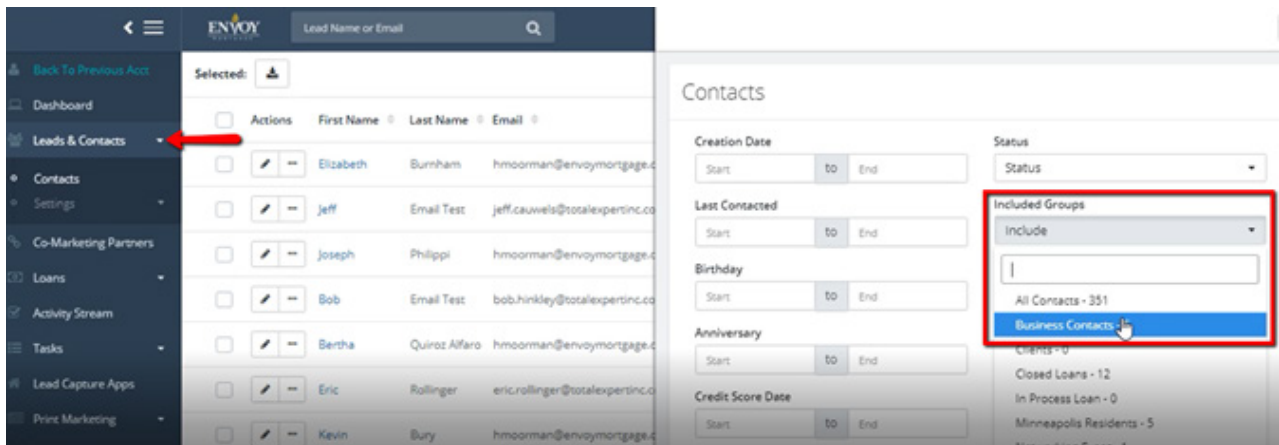 ENVOY
MORTGAGE
Lead Name or Email
Back To Previous Acct
Dashboard
Leads & Contacts
Contacts
Settings
Co-Marketing Partners
Loans
Activity Stream
Tasks
Lead Capture Apps
Print Marketing
Selected:
Actions First Name Last Name Email
Elizabeth Burnham hmoorman@envoymortgage.c
Jeff Email Test jeff.cauwels@totalexpertinc.co
Joseph Philippi hmoorman@envoymortgage.c
Bob Email Test bob.hinkley@totalexpertinc.co
Bertha Quiroz Alfaro hmoorman@envoymortgage.c
Eric Rollinger eric.rollinger@totalexpertinc.co
Kevin Bury hmoorman@envoymortgage.c
Contacts
Creation Date
Start to End
Last Contacted
Start to End
Birthday
Start to End
Anniversary
Start to End
Credit Score Date
Start to End
Status
Status
Included Groups
Include
All Contacts - 351
Business Contacts
Clients - 0
Closed Loans - 12
In Process Loan - 0
Minneapolis Residents - 5